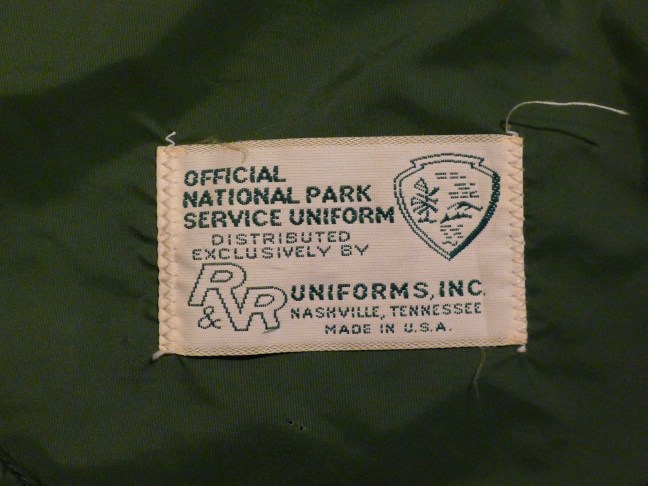 OFFICIAL
NATIONAL PARK
SERVICE UNIFORM
DISTRIBUTED
EXCLUSIVELY BY
R&R UNIFORMS, INC.
NASHVILLE, TENNESSEE
MADE IN U.S.A.